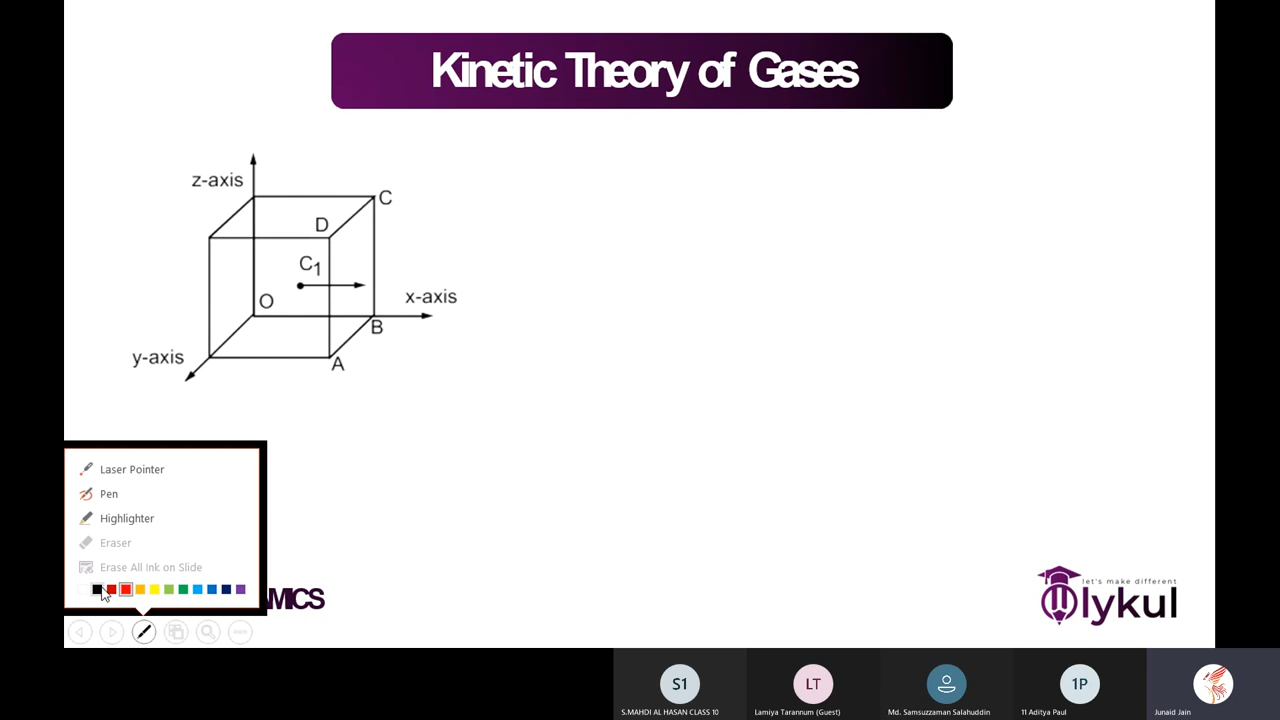 Kinetic Theory of Gases
z-axis
C
D
C1
O
x-axis
B
y-axis
A
Laser Pointer
Pen
Highlighter
Eraser
Erase All Ink on Slide
MICS
let's make different
lykul
S1
LT
1P
S.MAHDI AL HASAN CLASS 10
Lamiya Tarannum (Guest)
Md. Samsuzzaman Salahuddin
11 Aditya Paul
Junaid Jain